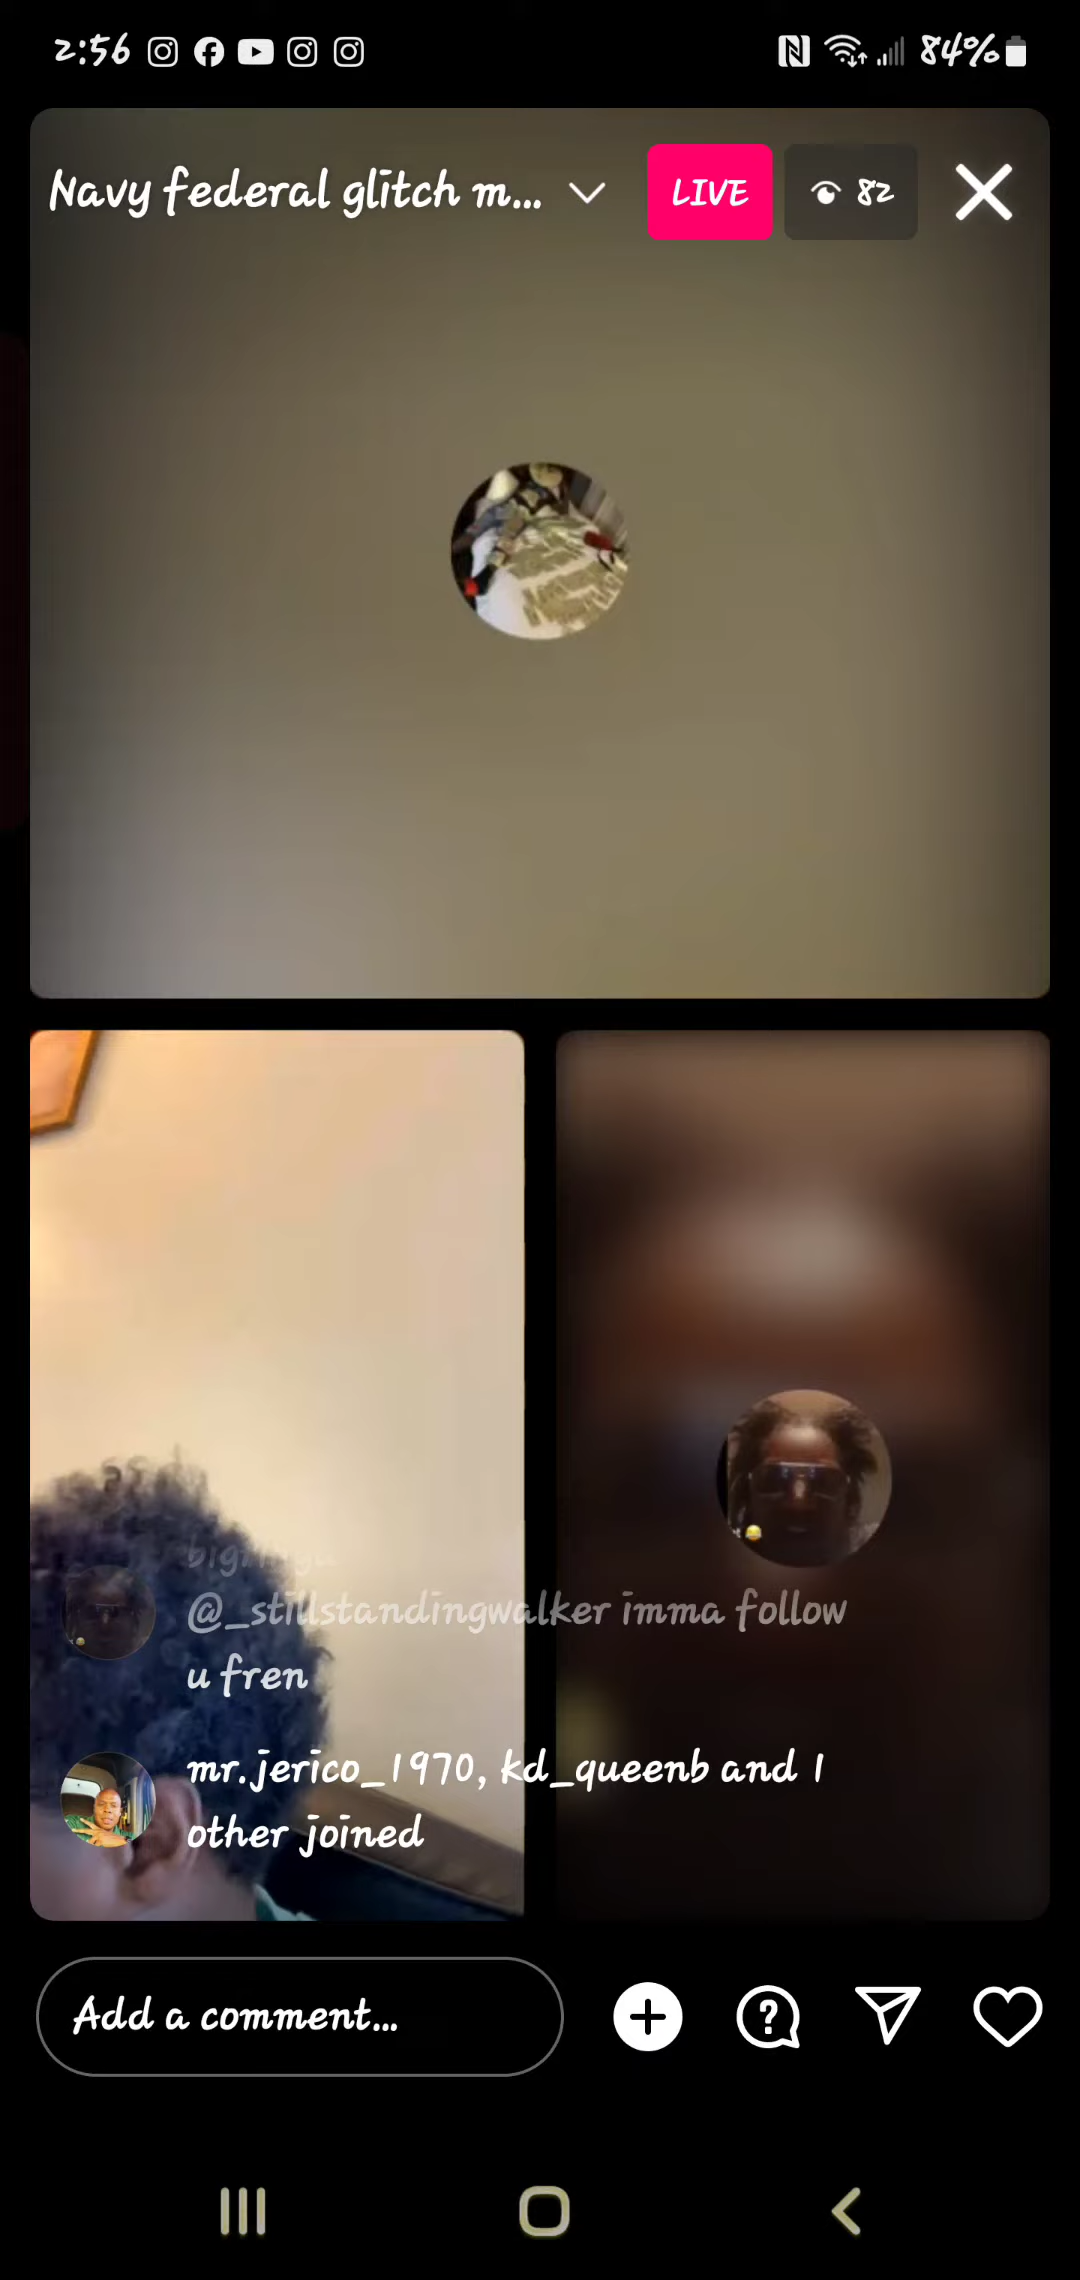 2:56 84%
Navy federal glitch m... LIVE 82
@_stillstandingwalker imma follow
u fren
mr.jerico_1970, kd_queenb and 1
other joined
Add a comment...